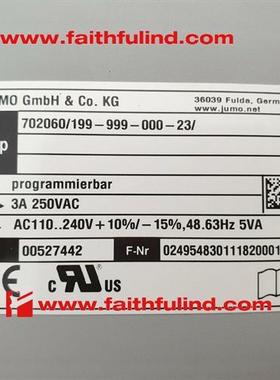 www.faithfulind.com
MO GmbH & Co. KG
36039 Fulda, Germ
www.jumo.net
702060/199-999-000-23/
p
programmierbar
3A 250VAC
AC110..240V +10%/-15%,48.63Hz 5VA
00527442
F-Nr
02495483011182000
C US
www.faithfulind.com